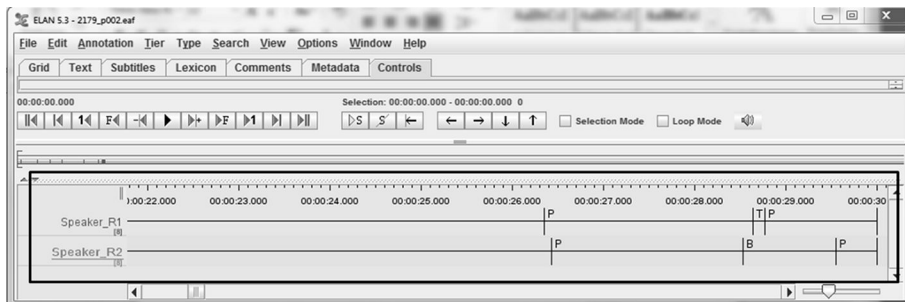 ELAN 5.3 - 2179_p002.eaf
File Edit Annotation Tier Type Search View Options Window Help
Grid Text Subtitles Lexicon Comments Metadata Controls
00:00:00.000 Selection: 00:00:00.000 - 00:00:00.000 0
1 F F 1 S S Selection Mode Loop Mode
):00:22.000 00:00:23.000 00:00:24.000 00:00:25.000 00:00:26.000 00:00:27.000 00:00:28.000 00:00:29.000 00:00:30
P T P
Speaker_R1
[8]
P B P
Speaker_R2